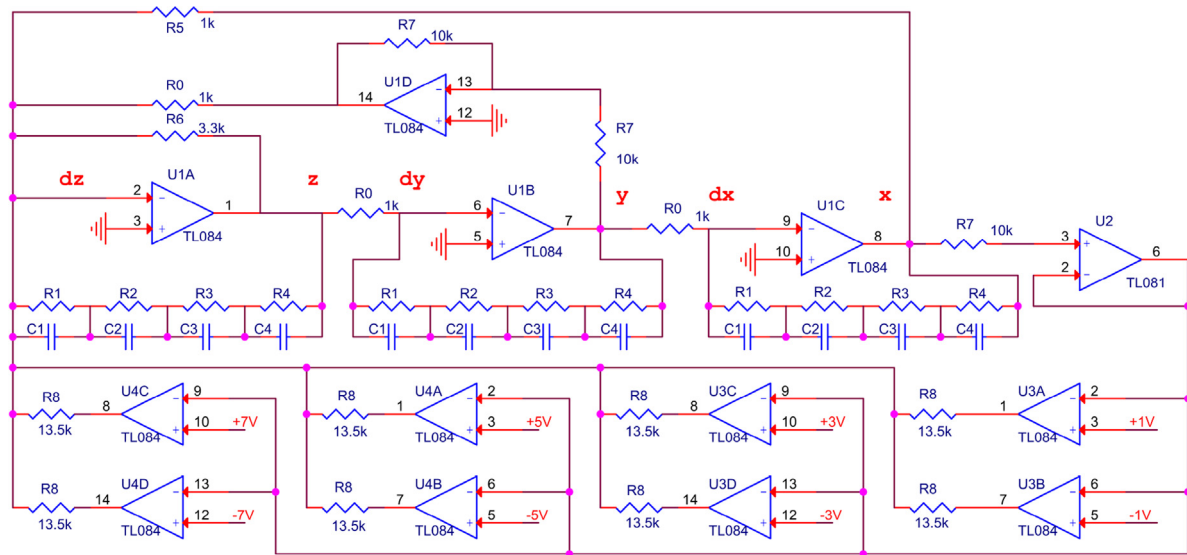 R5 1k
R7 10k
U1D
R0 1k
14 13 12
TL084
R6 3.3k
R7 10k
dz U1A z R0 1k dy U1B y R0 1k dx U1C x R7 10k U2
2 - 3 + 1 TL084
6 - 5 + 7 TL084
9 - 10 + 8 TL084
3 + 2 - 6 TL081
R1 R2 R3 R4 R1 R2 R3 R4 R1 R2 R3 R4
C1 C2 C3 C4 C1 C2 C3 C4 C1 C2 C3 C4
R8 13.5k 8 U4C TL084 - 9 + 10 +7V
R8 13.5k 1 U4A TL084 - 2 + 3 +5V
R8 13.5k 8 U3C TL084 - 9 + 10 +3V
R8 13.5k 1 U3A TL084 - 2 + 3 +1V
R8 13.5k 14 U4D TL084 - 13 + 12 -7V
R8 13.5k 7 U4B TL084 - 6 + 5 -5V
R8 13.5k 14 U3D TL084 - 13 + 12 -3V
R8 13.5k 7 U3B TL084 - 6 + 5 -1V